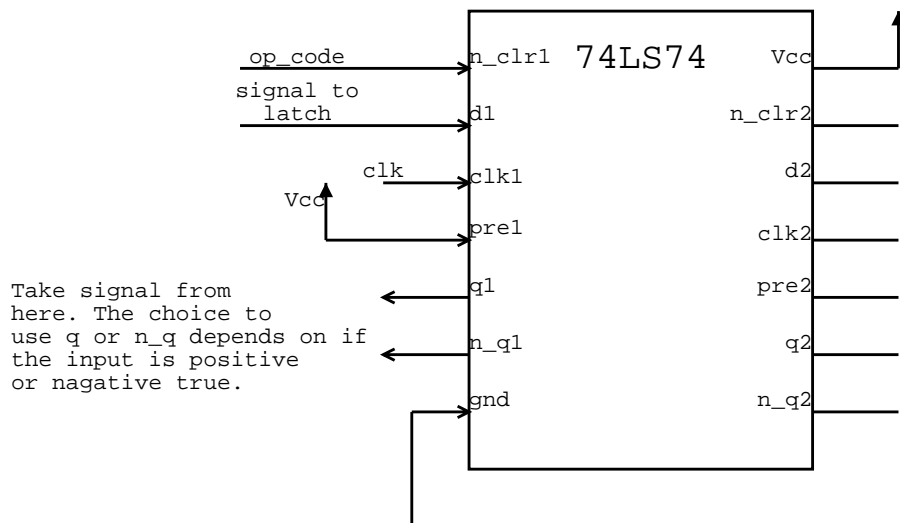 op_code
n_clr1
74LS74
Vcc
signal to
latch
d1
n_clr2
clk
clk1
d2
Vcc
pre1
clk2
Take signal from
here. The choice to
use q or n_q depends on if
the input is positive
or nagative true.
q1
pre2
n_q1
q2
gnd
n_q2